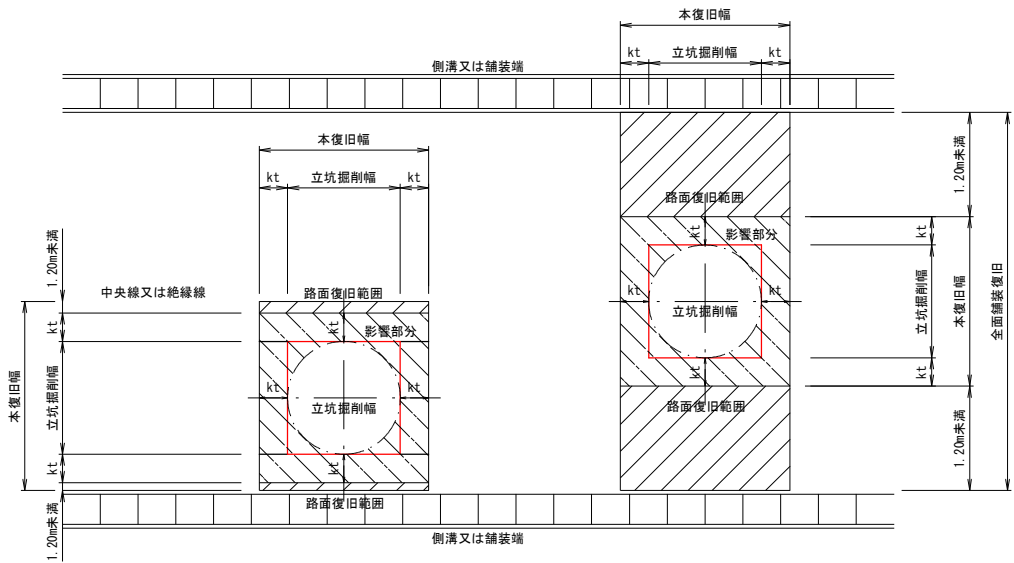 本復旧幅
kt
立坑掘削幅
kt
側溝又は舗装端
本復旧幅
kt
立坑掘削幅
kt
1.20m未満
中央線又は絶縁線
路面復旧範囲
kt
影響部分
kt
kt
立坑掘削幅
kt
路面復旧範囲
本復旧幅
kt
立坑掘削幅
kt
1.20m未満
路面復旧範囲
kt
影響部分
kt
kt
立坑掘削幅
kt
路面復旧範囲
1.20m未満
kt
立坑掘削幅
kt
本復旧幅
1.20m未満
全面舗装復旧
側溝又は舗装端